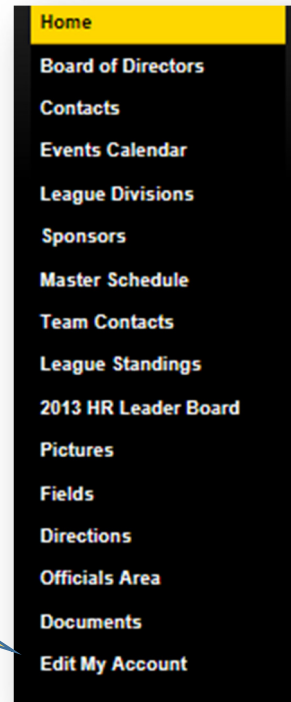 Home
Board of Directors
Contacts
Events Calendar
League Divisions
Sponsors
Master Schedule
Team Contacts
League Standings
2013 HR Leader Board
Pictures
Fields
Directions
Officials Area
Documents
Edit My Account